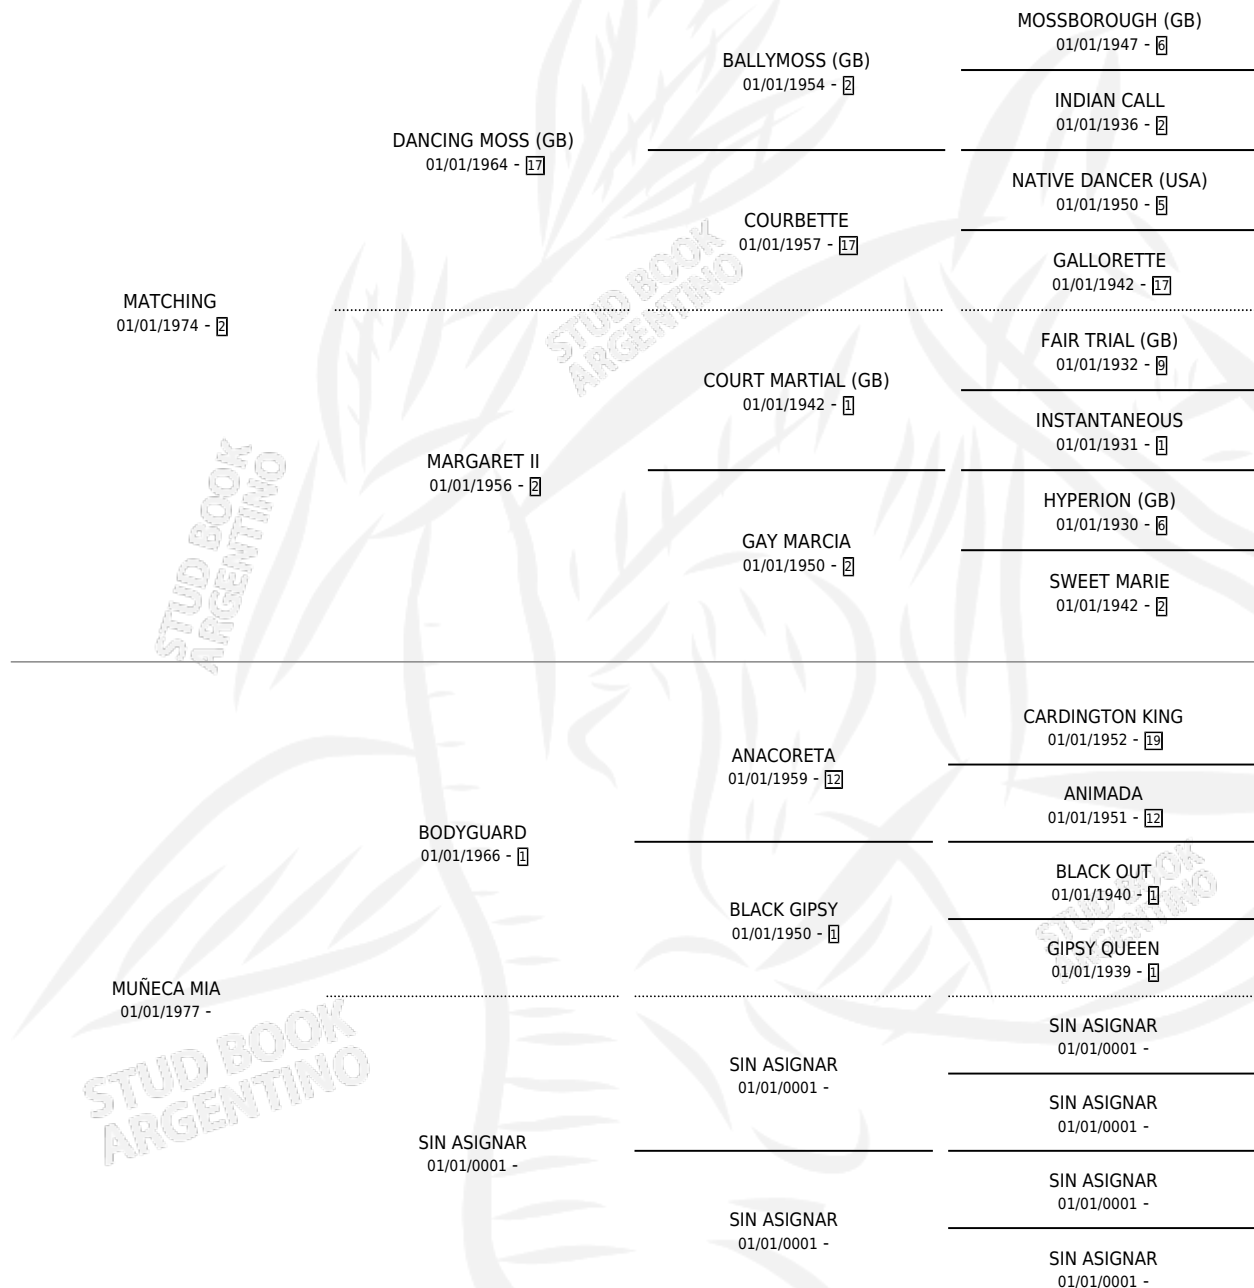 MOSSBOROUGH (GB)
01/01/1947 - 6
BALLYMOSS (GB)
01/01/1954 - 2
INDIAN CALL
01/01/1936 - 2
DANCING MOSS (GB)
01/01/1964 - 17
NATIVE DANCER (USA)
01/01/1950 - 5
COURBETTE
01/01/1957 - 17
GALLORETTE
01/01/1942 - 17
MATCHING
01/01/1974 - 2
FAIR TRIAL (GB)
01/01/1932 - 9
COURT MARTIAL (GB)
01/01/1942 - 1
INSTANTANEOUS
01/01/1931 - 1
MARGARET II
01/01/1956 - 2
HYPERION (GB)
01/01/1930 - 6
GAY MARCIA
01/01/1950 - 2
SWEET MARIE
01/01/1942 - 2
CARDINGTON KING
01/01/1952 - 19
ANACORETA
01/01/1959 - 12
ANIMADA
01/01/1951 - 12
BODYGUARD
01/01/1966 - 1
BLACK OUT
01/01/1940 - 1
BLACK GIPSY
01/01/1950 - 1
GIPSY QUEEN
01/01/1939 - 1
MUÑECA MIA
01/01/1977 -
SIN ASIGNAR
01/01/0001 -
SIN ASIGNAR
01/01/0001 -
SIN ASIGNAR
01/01/0001 -
SIN ASIGNAR
01/01/0001 -
SIN ASIGNAR
01/01/0001 -
SIN ASIGNAR
01/01/0001 -
SIN ASIGNAR
01/01/0001 -
STUD BOOK
ARGENTINO
STUD BOOK
ARGENTINO
STUD BOOK
ARGENTINO
STUD BOOK
ARGENTINO